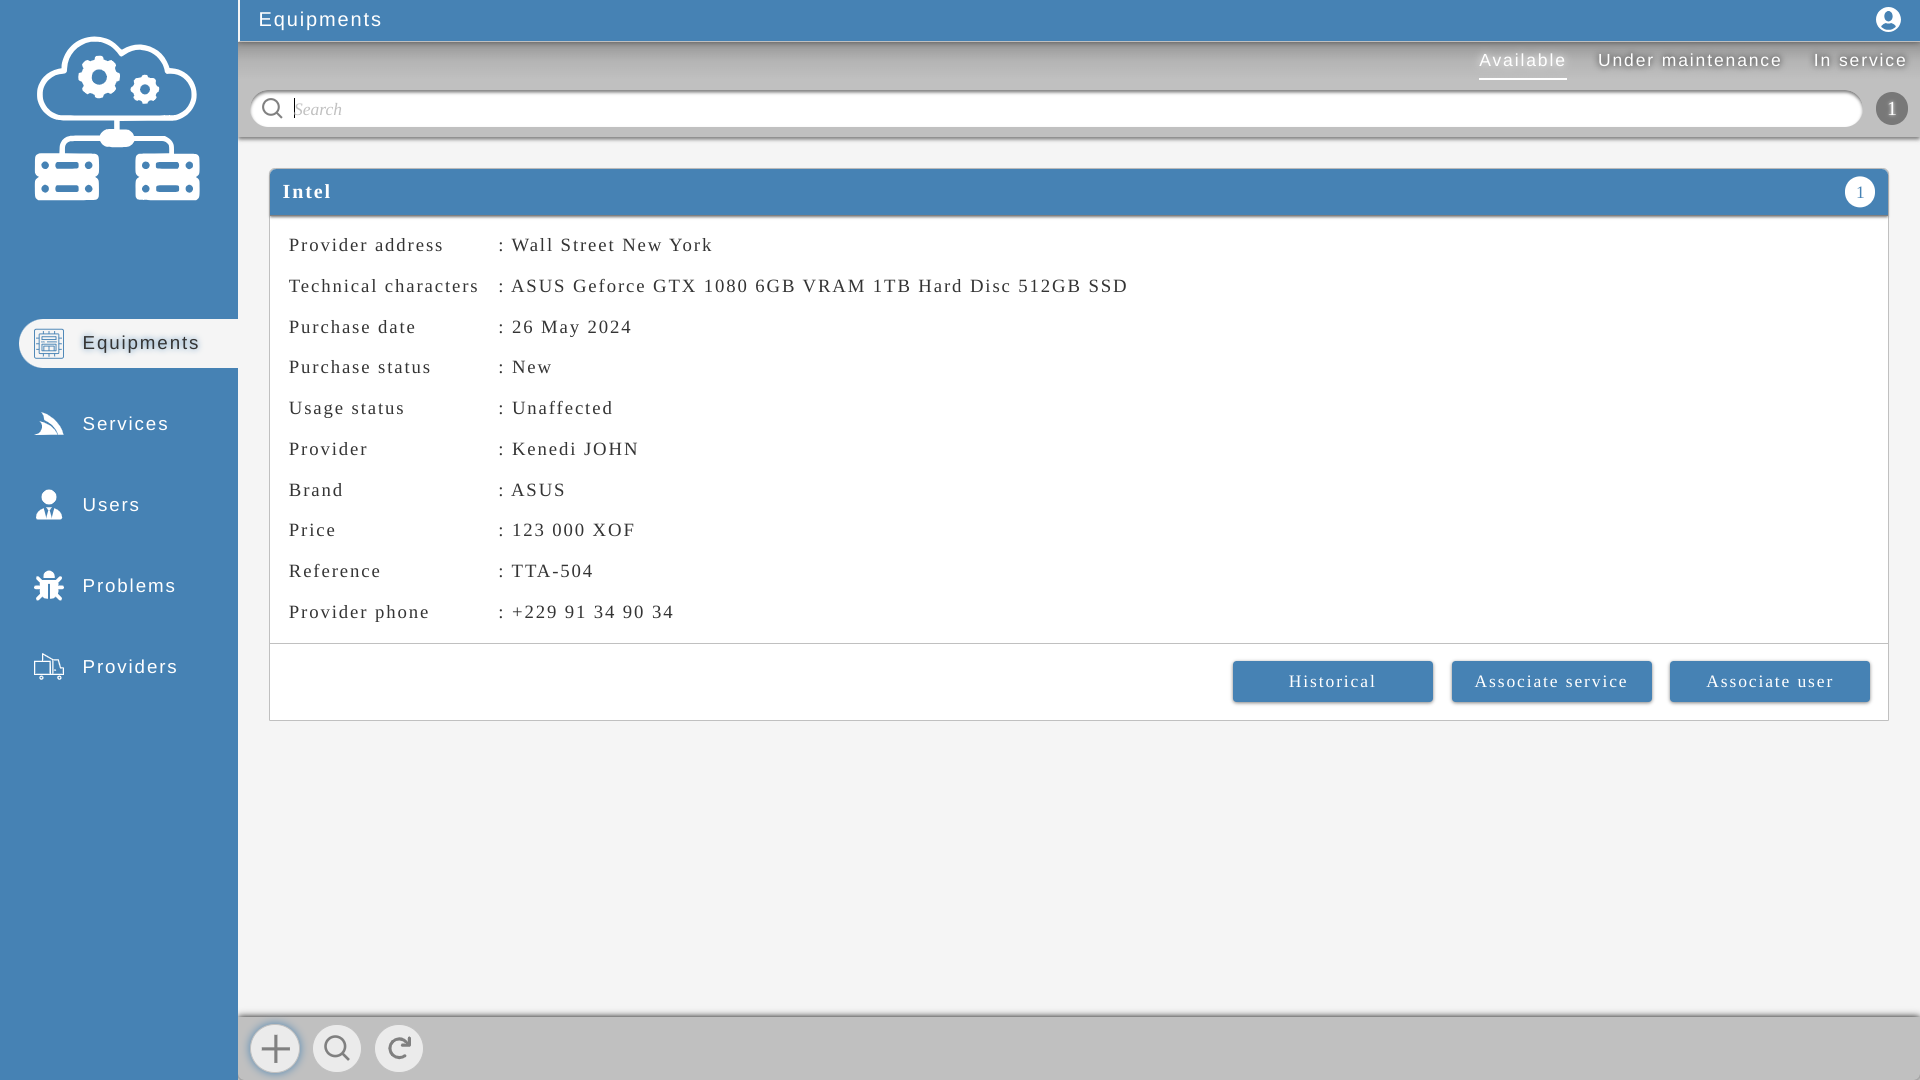 Equipments
Available Under maintenance In service
Search
1
Intel
1
Provider address : Wall Street New York
Technical characters : ASUS Geforce GTX 1080 6GB VRAM 1TB Hard Disc 512GB SSD
Purchase date : 26 May 2024
Purchase status : New
Usage status : Unaffected
Provider : Kenedi JOHN
Brand : ASUS
Price : 123 000 XOF
Reference : TTA-504
Provider phone : +229 91 34 90 34
Historical Associate service Associate user
Equipments
Services
Users
Problems
Providers